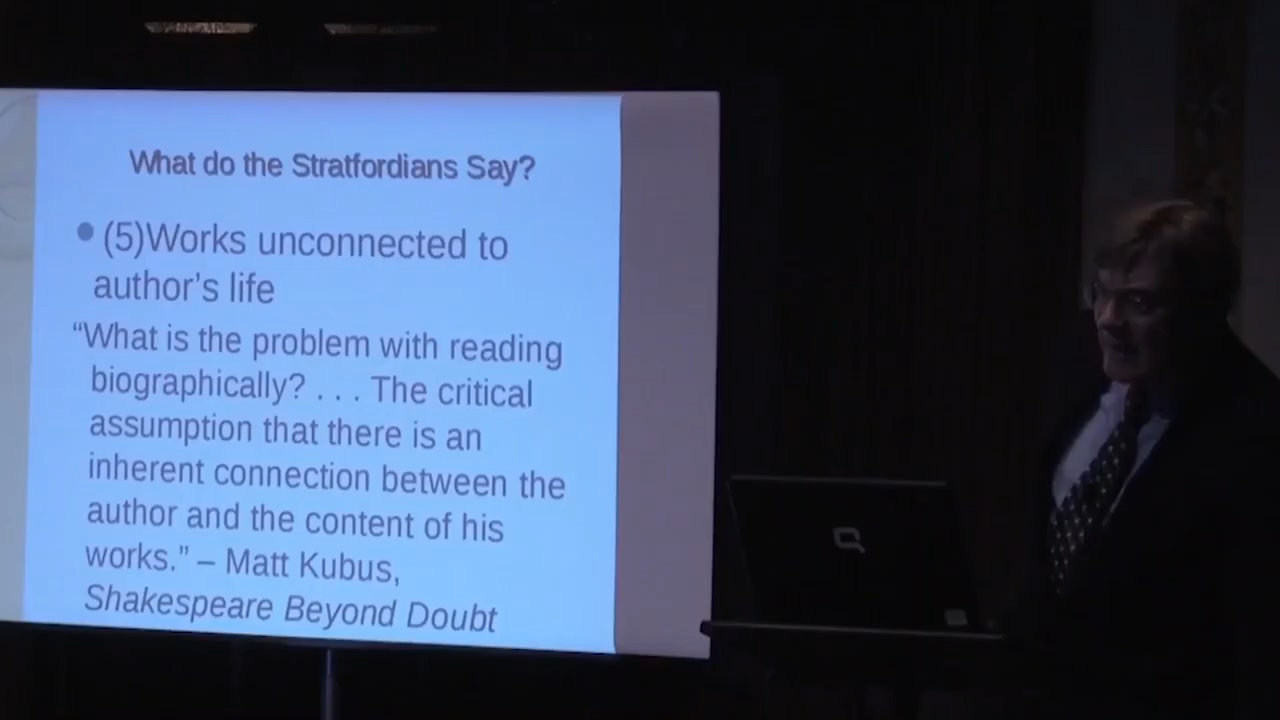 What do the Stratfordians Say?
• (5)Works unconnected to
author's life
“What is the problem with reading
biographically? . . . The critical
assumption that there is an
inherent connection between the
author and the content of his
works.” – Matt Kubus,
Shakespeare Beyond Doubt